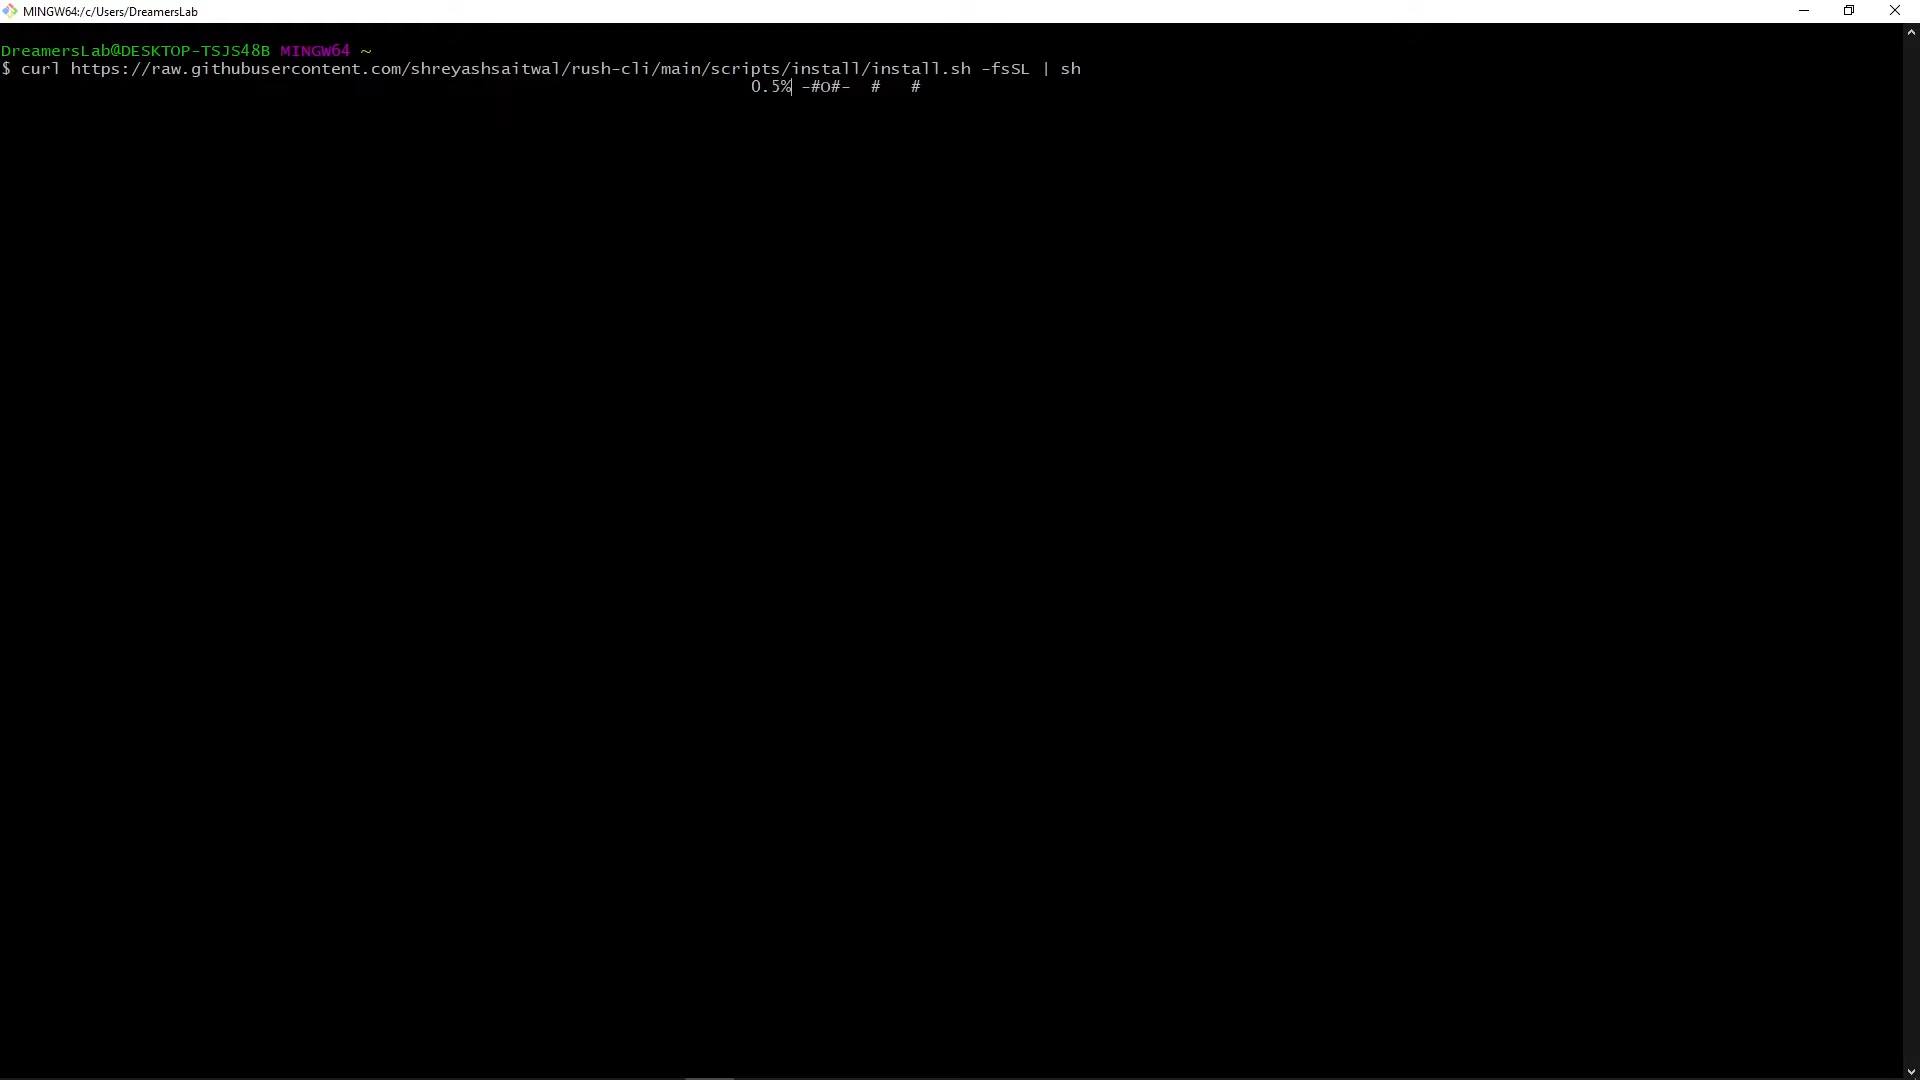 MINGW64:/c/Users/DreamersLab
DreamersLab@DESKTOP-TSJS48B MINGW64 ~
$ curl https://raw.githubusercontent.com/shreyashsaitwal/rush-cli/main/scripts/install/install.sh -fsSL | sh
0.5% -#O#-  #   #